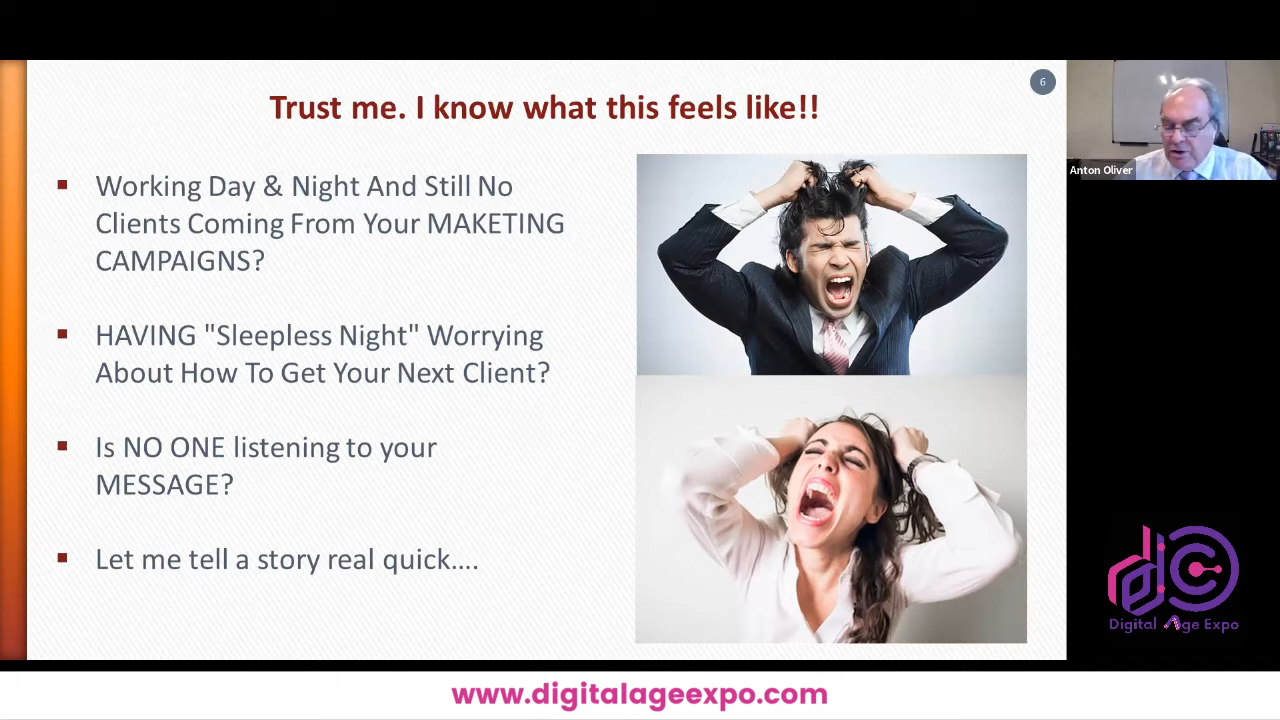 6
Trust me. I know what this feels like!!
Working Day & Night And Still No
Clients Coming From Your MAKETING
CAMPAIGNS?
HAVING "Sleepless Night" Worrying
About How To Get Your Next Client?
Is NO ONE listening to your
MESSAGE?
Let me tell a story real quick....
Anton Oliver
Digital Age Expo
www.digitalageexpo.com